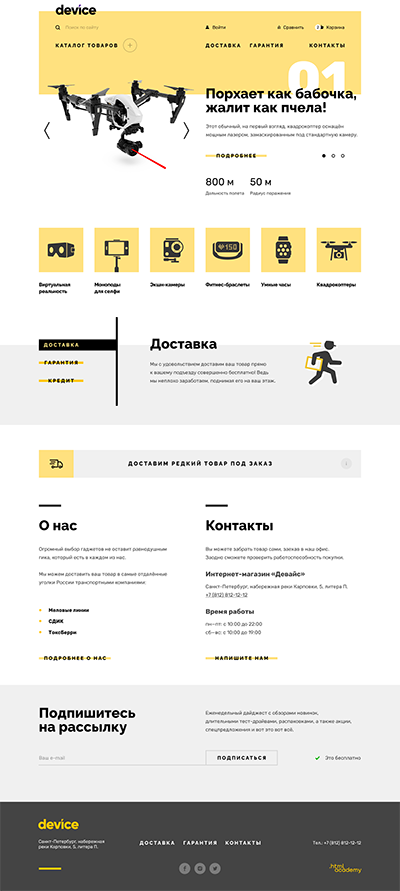 device
Поиск по сайту
Войти
Сравнить
Корзина
КАТАЛОГ ТОВАРОВ +
ДОСТАВКА ГАРАНТИЯ КОНТАКТЫ
01
Порхает как бабочка,
жалит как пчела!
Этот обычный, на первый взгляд, квадрокоптер оснащён
мощным лазером, замаскированным под стандартную камеру.
ПОДРОБНЕЕ
800 м 50 м
Дальность полёта Радиус поражения
150
Виртуальная
реальность
Моноподы
для селфи
Экшн-камеры
Фитнес-браслеты
Умные часы
Квадрокоптеры
ДОСТАВКА
ГАРАНТИЯ
КРЕДИТ
Доставка
Мы с удовольствием доставим ваш товар прямо
к вашему подъезду совершенно бесплатно! Ведь
мы неплохо заработаем, поднимая его на ваш этаж.
ДОСТАВИМ РЕДКИЙ ТОВАР ПОД ЗАКАЗ
О нас
Огромный выбор гаджетов не оставит равнодушным
гика, который есть в каждом из нас.
Мы можем доставить ваш товар в самые отдалённые
уголки России транспортными компаниями:
Деловые линии
СДЭК
ПОДРОБНЕЕ О НАС
Контакты
Вы можете забрать товар сами, заехав в наш офис.
Заодно сможете проверить работоспособность покупки.
Интернет-магазин «Девайс»
Санкт-Петербург, набережная реки Карповки, 5, литера П.
+7 (812) 812-12-12
Время работы
пн–пт: с 10:00 до 22:00
сб–вс: с 10:00 до 19:00
НАПИШИТЕ НАМ
Подпишитесь
на рассылку
Еженедельный дайджест с обзорами новинок,
длительными тест-драйвами, распаковками, а также акции,
спецпредложения и вот это вот всё.
Ваш e-mail
ПОДПИСАТЬСЯ
Это бесплатно
device
Санкт-Петербург, набережная
реки Карповки, 5, литера П.
ДОСТАВКА ГАРАНТИЯ КОНТАКТЫ
Тел.: +7 (812) 812-12-12
html
academy